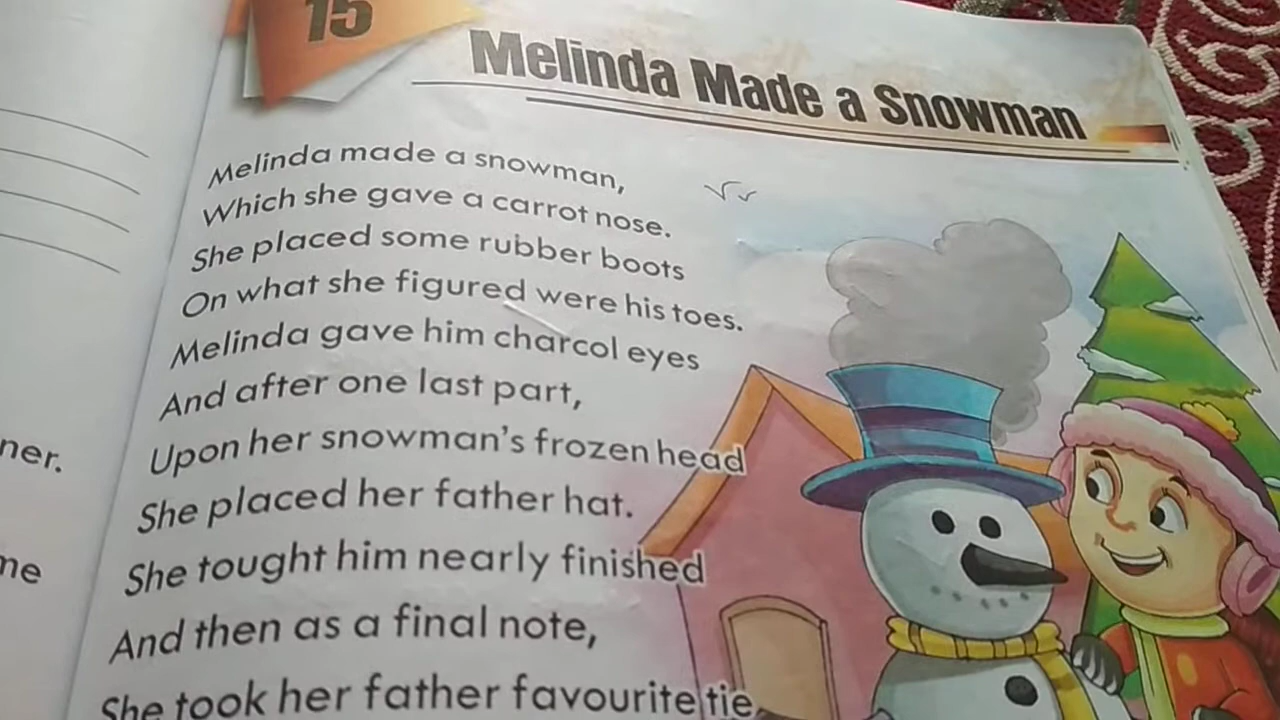 15
Melinda Made a Snowman
Melinda made a snowman,
Which she gave a carrot nose.
She placed some rubber boots
On what she figured were his toes.
Melinda gave him charcol eyes
And after one last part,
Upon her snowman's frozen head
She placed her father hat.
She tought him nearly finished
And then as a final note,
She took her father favourite tie
ner.